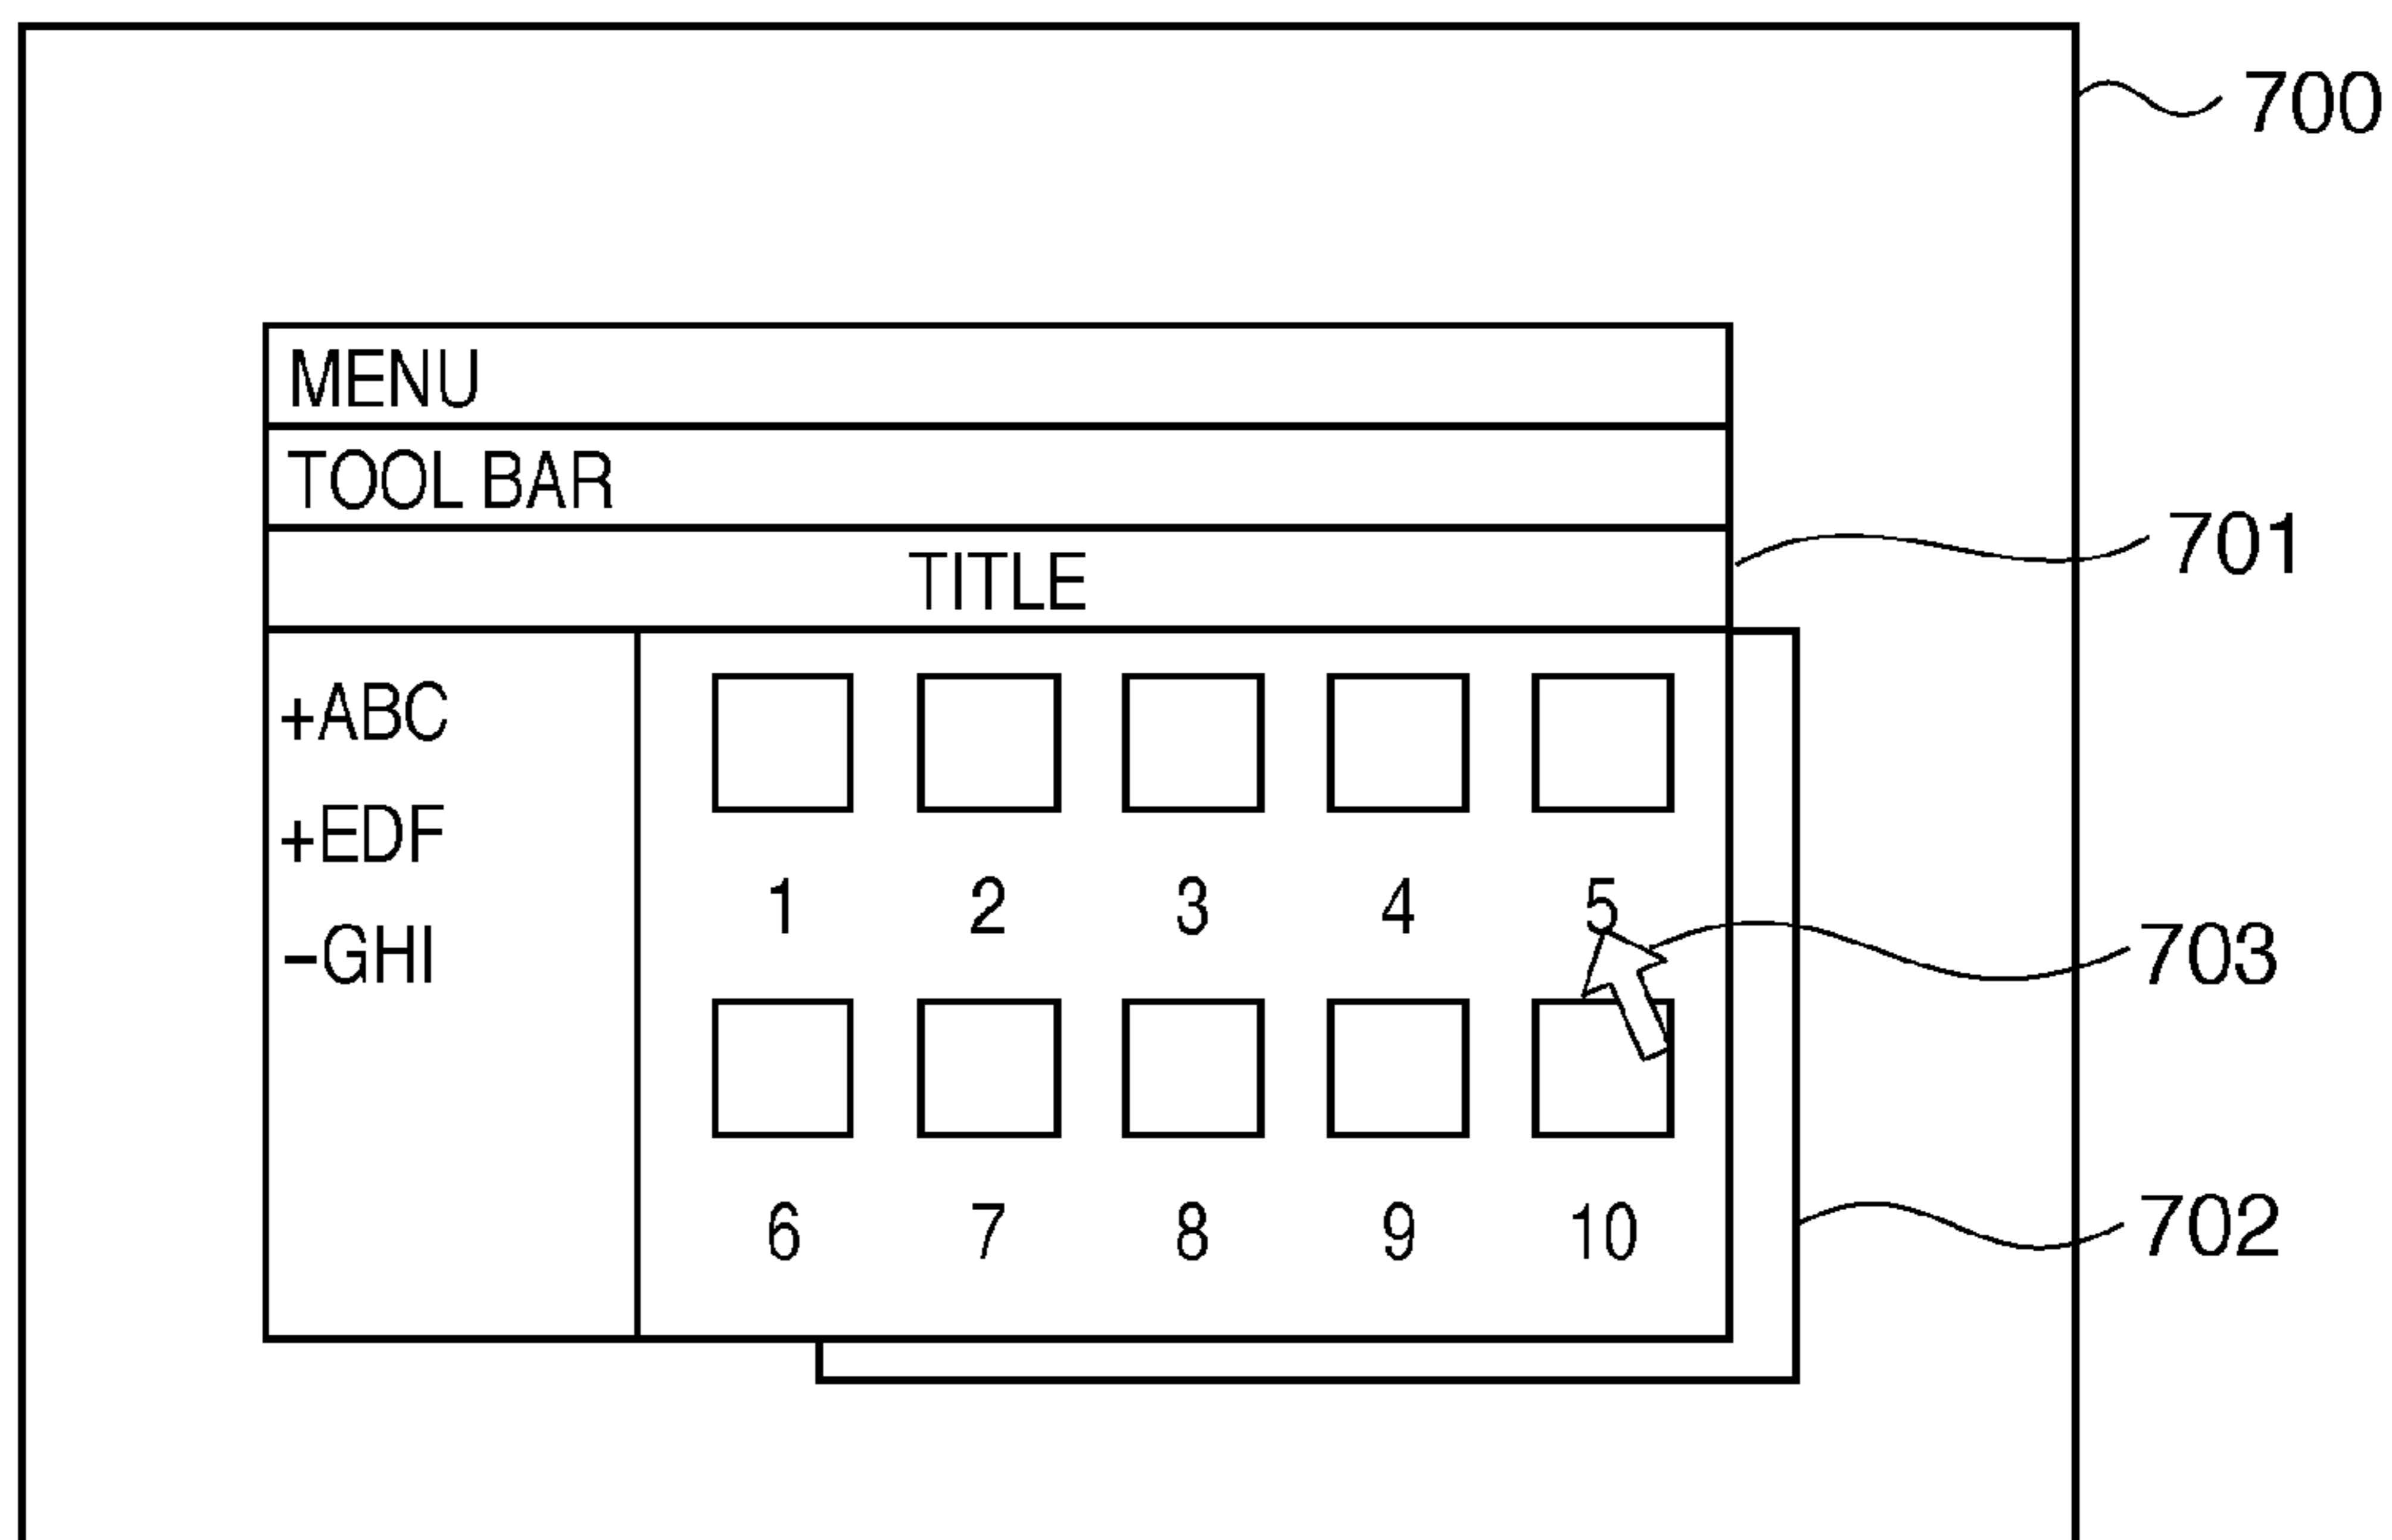 700
MENU
TOOL BAR
701
TITLE
+ABC
+EDF
1 2 3 4 5
-GHI
703
6 7 8 9 10
702